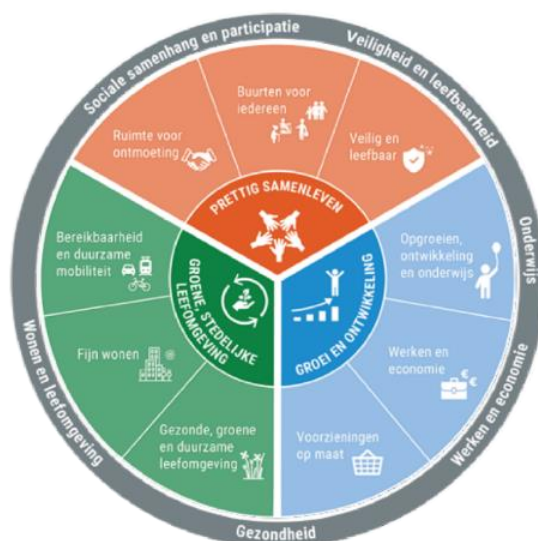 Sociale samenhang en participatie
Veiligheid en leefbaarheid
Onderwijs
Werken en economie
Gezondheid
Wonen en leefomgeving
Ruimte voor
ontmoeting
Buurten voor
iedereen
Veilig en
leefbaar
PRETTIG SAMENLEVEN
Bereikbaarheid
en duurzame
mobiliteit
Fijn wonen
Gezonde, groene
en duurzame
leefomgeving
GROENE, STEDELIJKE
LEEFOMGEVING
Opgroeien,
ontwikkeling
en onderwijs
Werken en
economie
€€
Voorzieningen
op maat
GROEI EN ONTWIKKELING